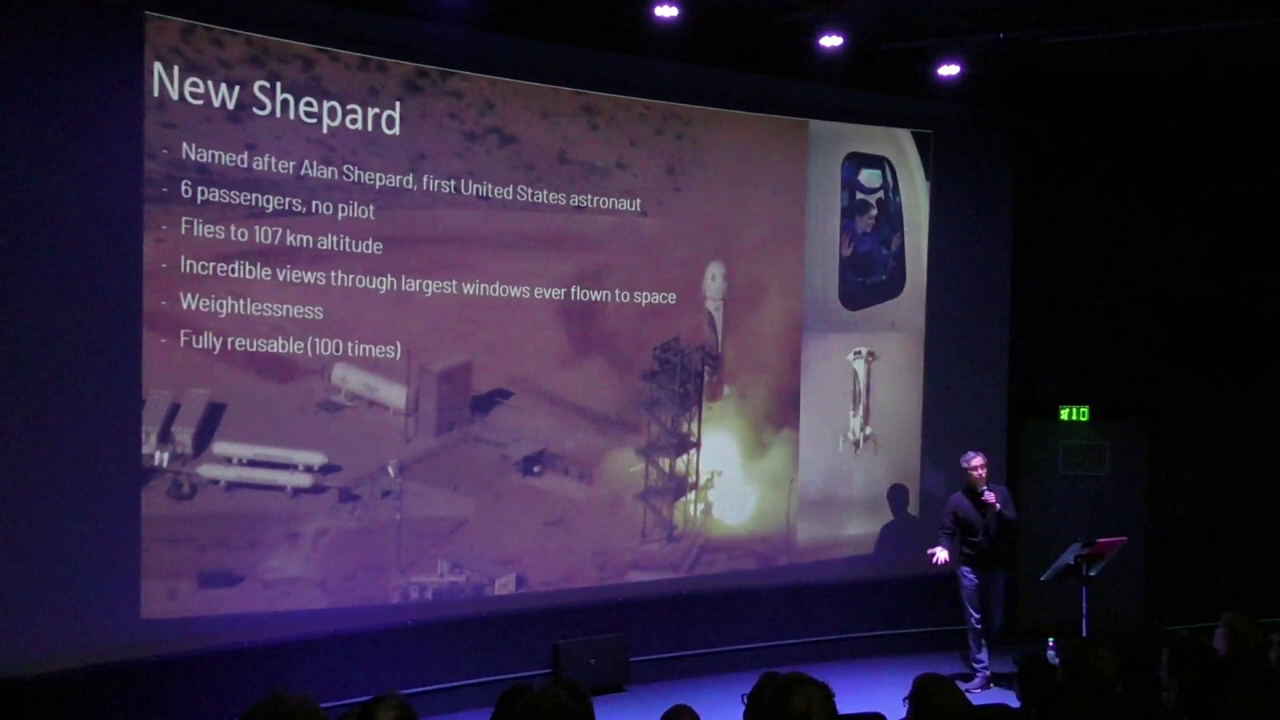 New Shepard
- Named after Alan Shepard, first United States astronaut
- 6 passengers, no pilot
- Flies to 107 km altitude
- Incredible views through largest windows ever flown to space
- Weightlessness
- Fully reusable (100 times)